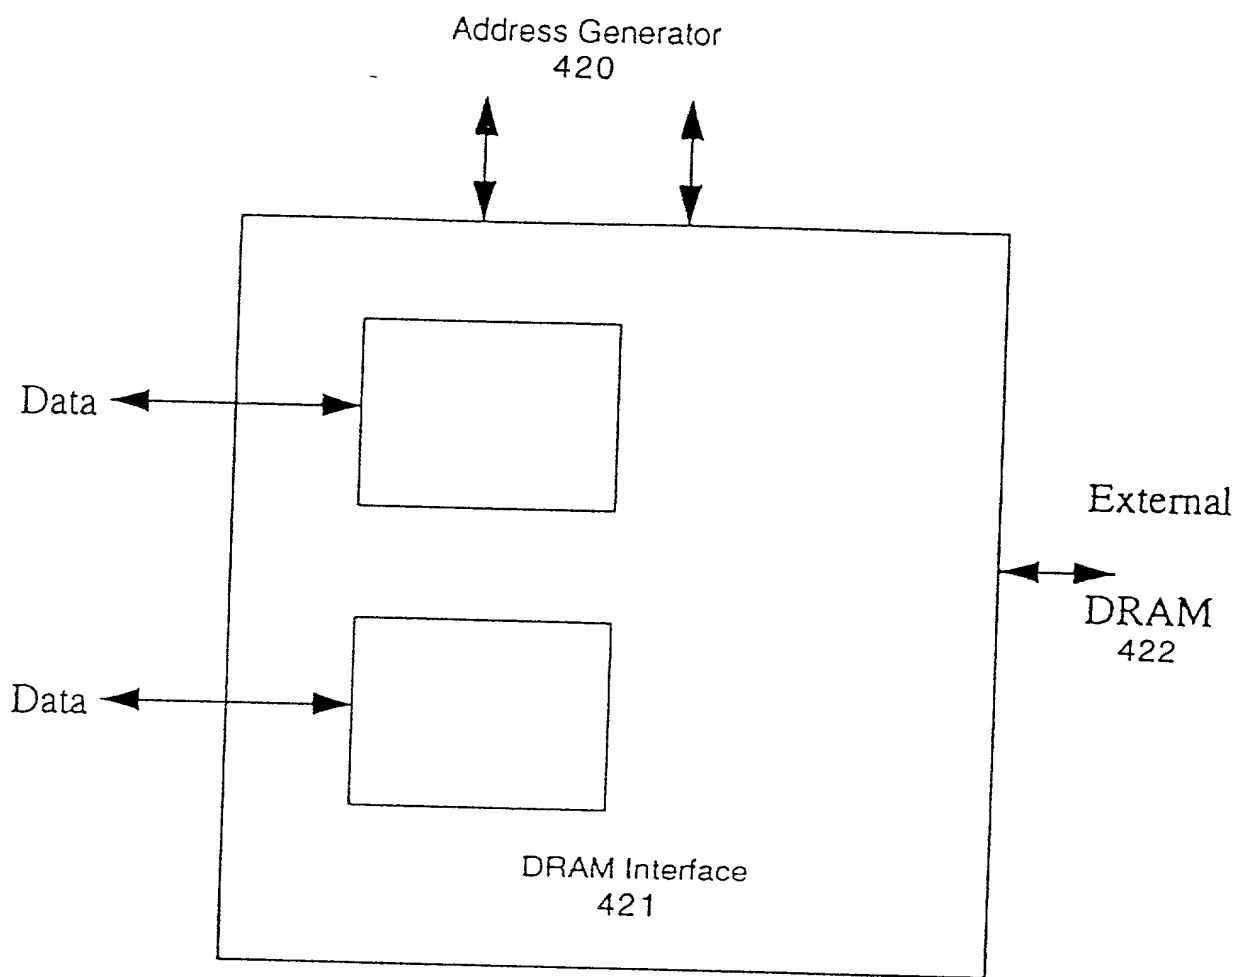 Address Generator
420
Data
External
DRAM
422
Data
DRAM Interface
421